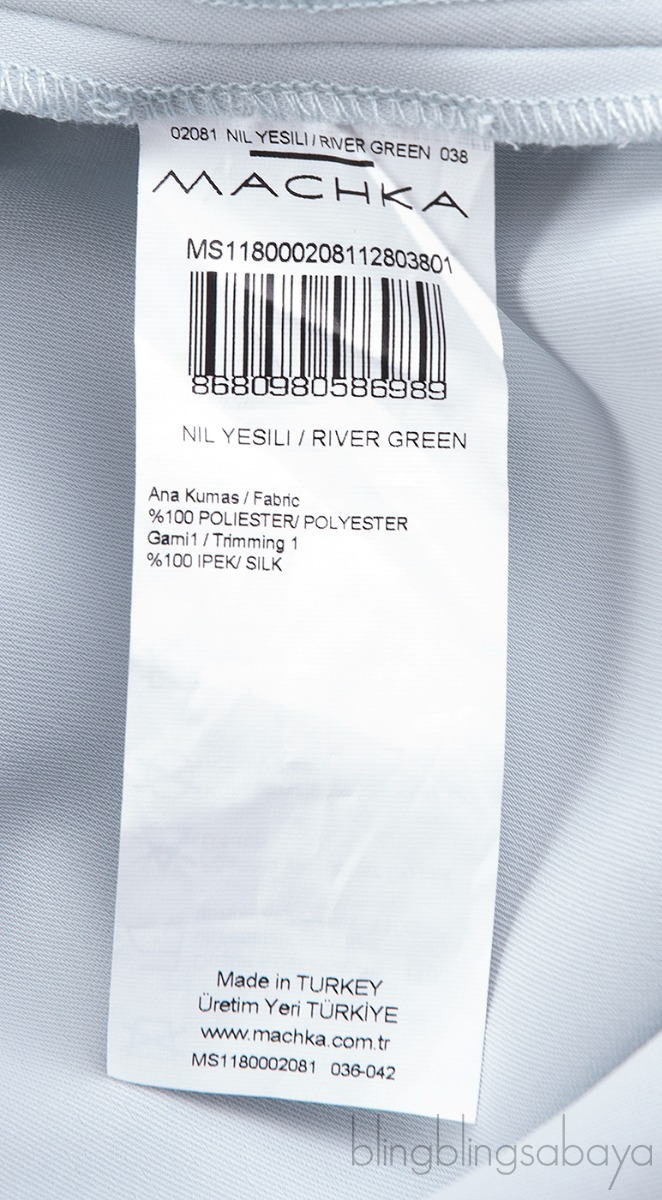 02081 NIL YESILI / RIVER GREEN 038
MACHKA
MS118000208112803801
8680980586989
NIL YESILI / RIVER GREEN
Ana Kumas / Fabric
%100 POLIESTER/ POLYESTER
Garni1 / Trimming 1
%100 IPEK/ SILK
Made in TURKEY
Üretim Yeri TÜRKİYE
www.machka.com.tr
MS1180002081 036-042
blingblingsabaya